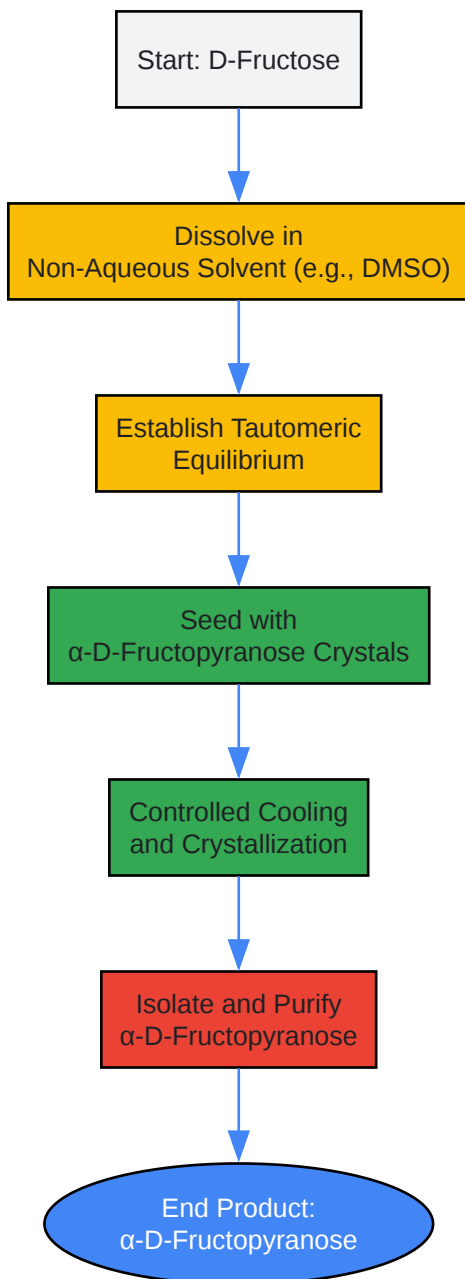 Start: D-Fructose
Dissolve in
Non-Aqueous Solvent (e.g., DMSO)
Establish Tautomeric
Equilibrium
Seed with
α-D-Fructopyranose Crystals
Controlled Cooling
and Crystallization
Isolate and Purify
α-D-Fructopyranose
End Product:
α-D-Fructopyranose